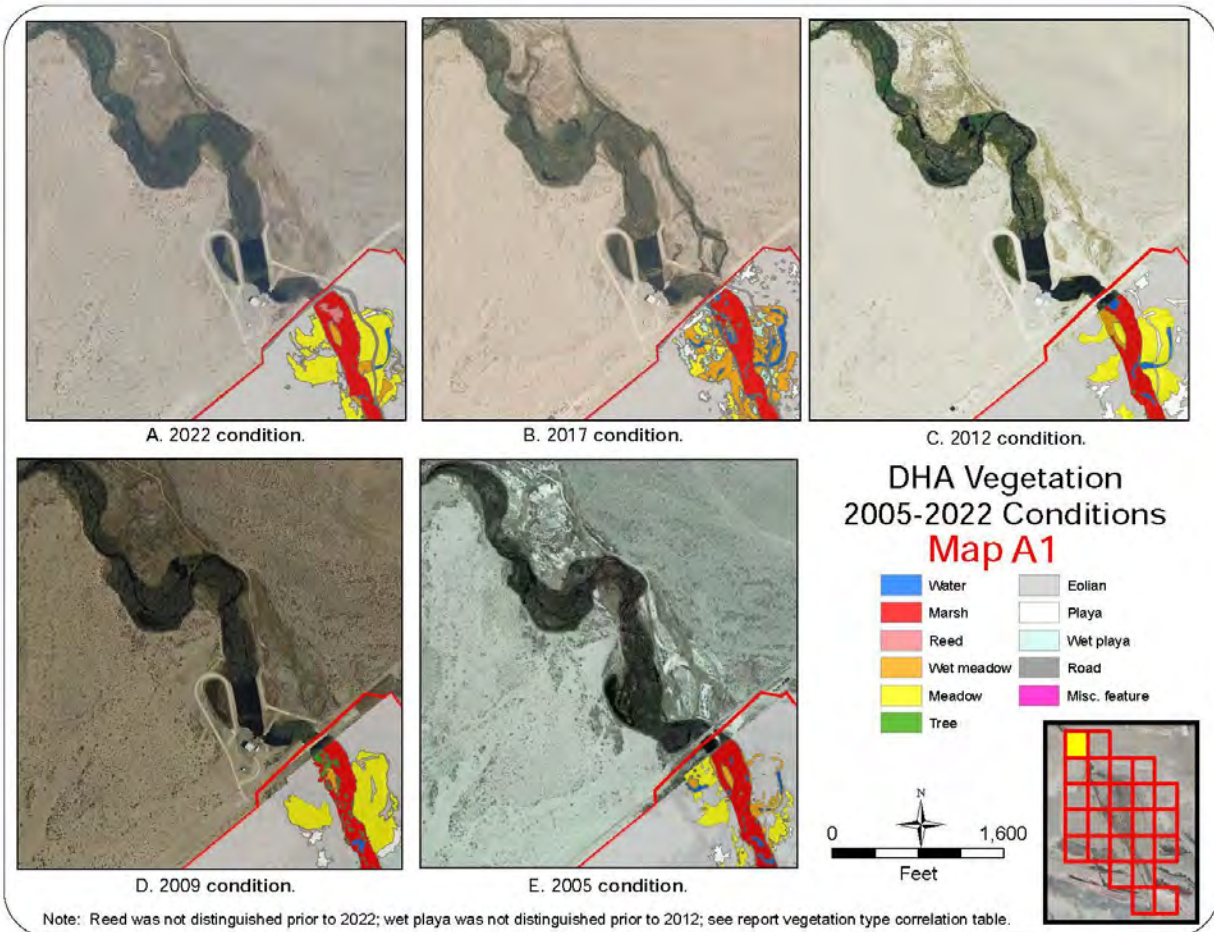 A. 2022 condition.
B. 2017 condition.
C. 2012 condition.
D. 2009 condition.
E. 2005 condition.
DHA Vegetation
2005-2022 Conditions
Map A1
Water
Marsh
Reed
Wet meadow
Meadow
Tree
Eolian
Playa
Wet playa
Road
Misc. feature
N
0
1,600
Feet
Note: Reed was not distinguished prior to 2022; wet playa was not distinguished prior to 2012; see report vegetation type correlation table.